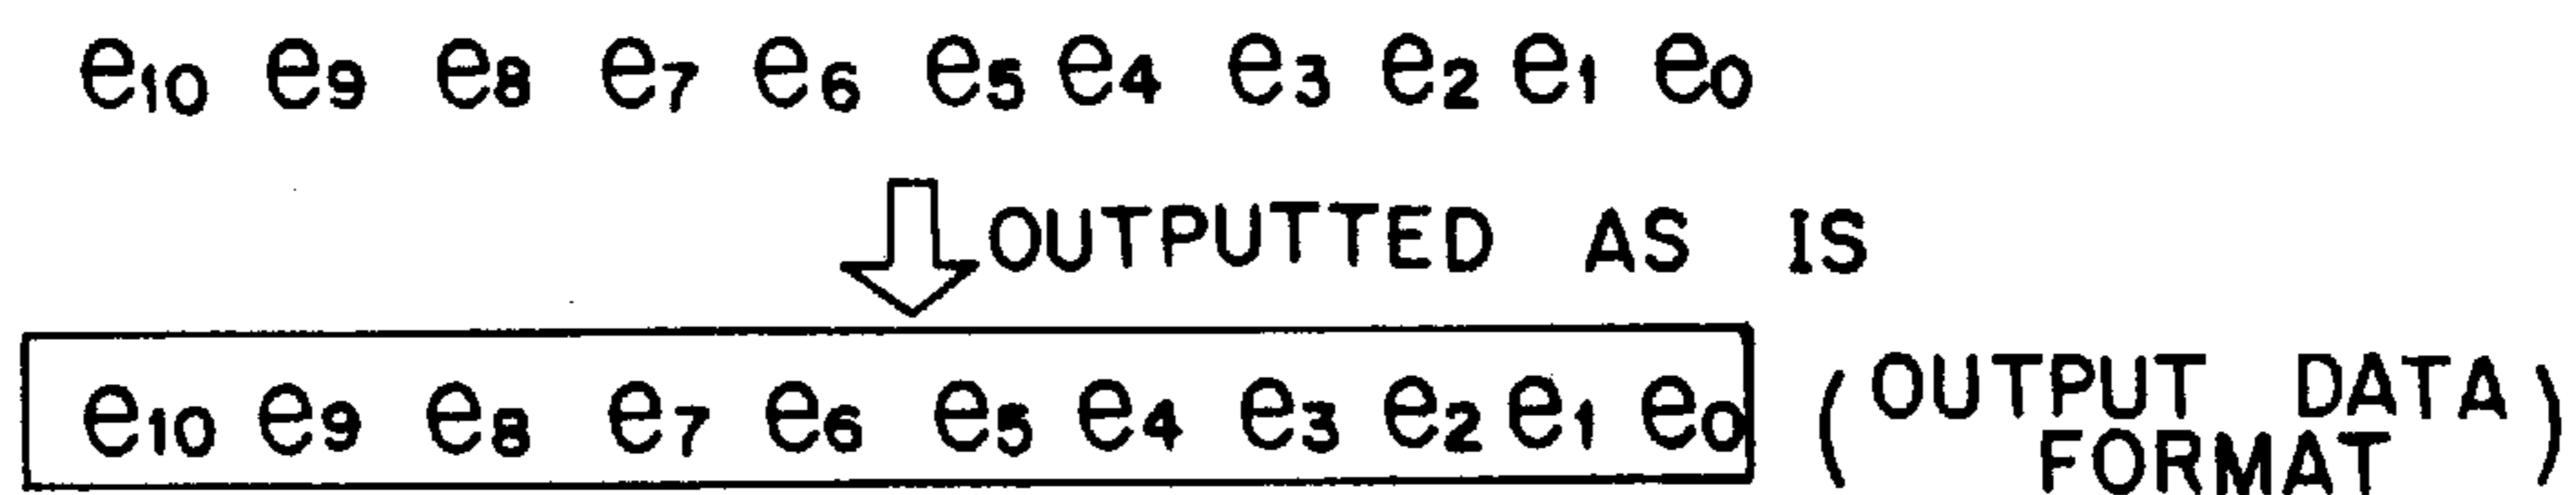 e₁₀ e₉ e₈ e₇ e₆ e₅ e₄ e₃ e₂ e₁ e₀
OUTPUTTED AS IS
e₁₀ e₉ e₈ e₇ e₆ e₅ e₄ e₃ e₂ e₁ e₀
(OUTPUT DATA
FORMAT)